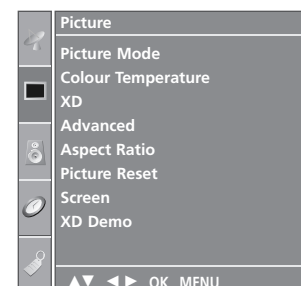 Picture
Picture Mode
Colour Temperature
XD
Advanced
Aspect Ratio
Picture Reset
Screen
XD Demo
▲▼ ◄► OK MENU